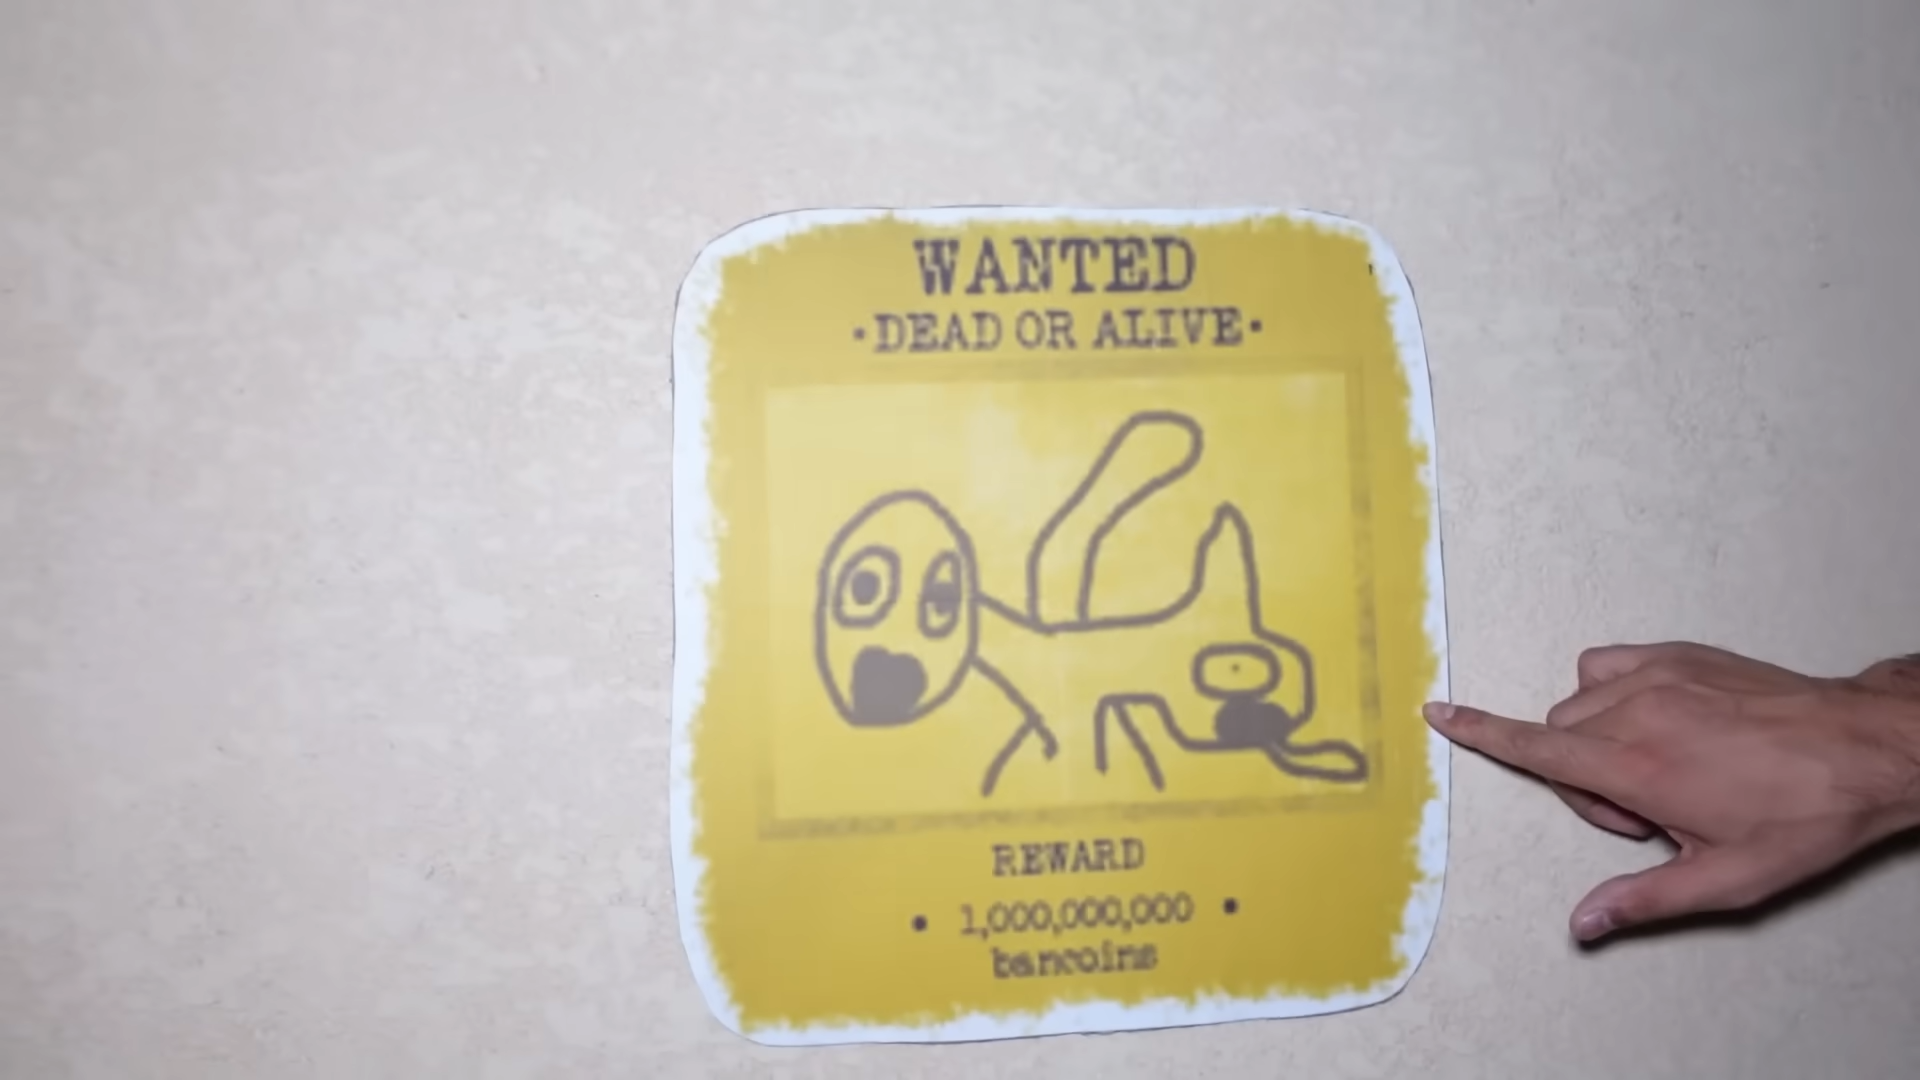 WANTED
•DEAD OR ALIVE•
REWARD
• 1,000,000,000 •
bancoins